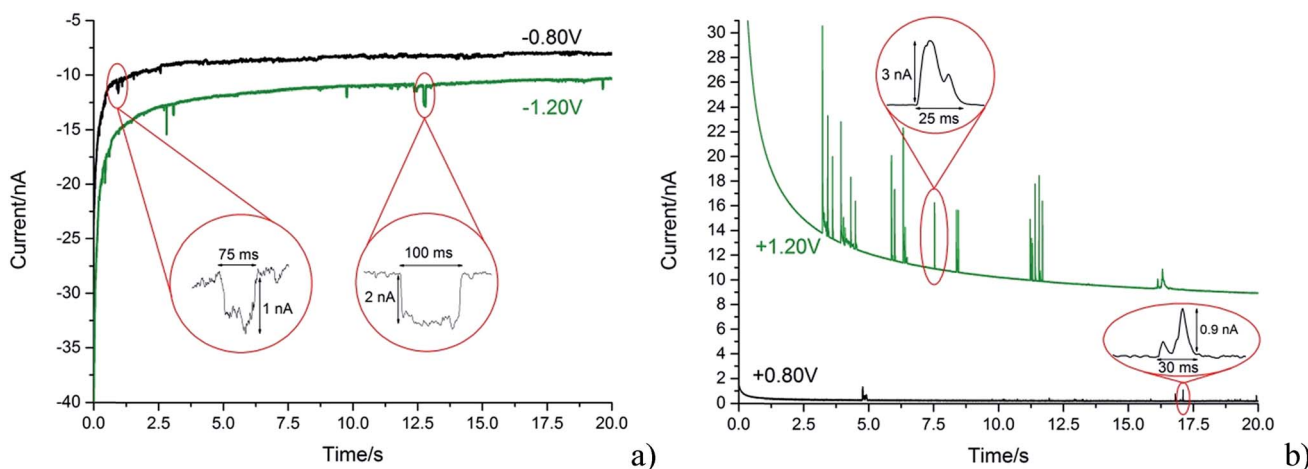 -5
-10
-15
-20
-25
-30
-35
-40
Current/nA
0.0 2.5 5.0 7.5 10.0 12.5 15.0 17.5 20.0
Time/s
-0.80V
-1.20V
75 ms
1 nA
100 ms
2 nA
a)
30
28
26
24
22
20
18
16
14
12
10
8
6
4
2
0
Current/nA
0.0 2.5 5.0 7.5 10.0 12.5 15.0 17.5 20.0
Time/s
3 nA
25 ms
+1.20V
0.9 nA
30 ms
+0.80V
b)